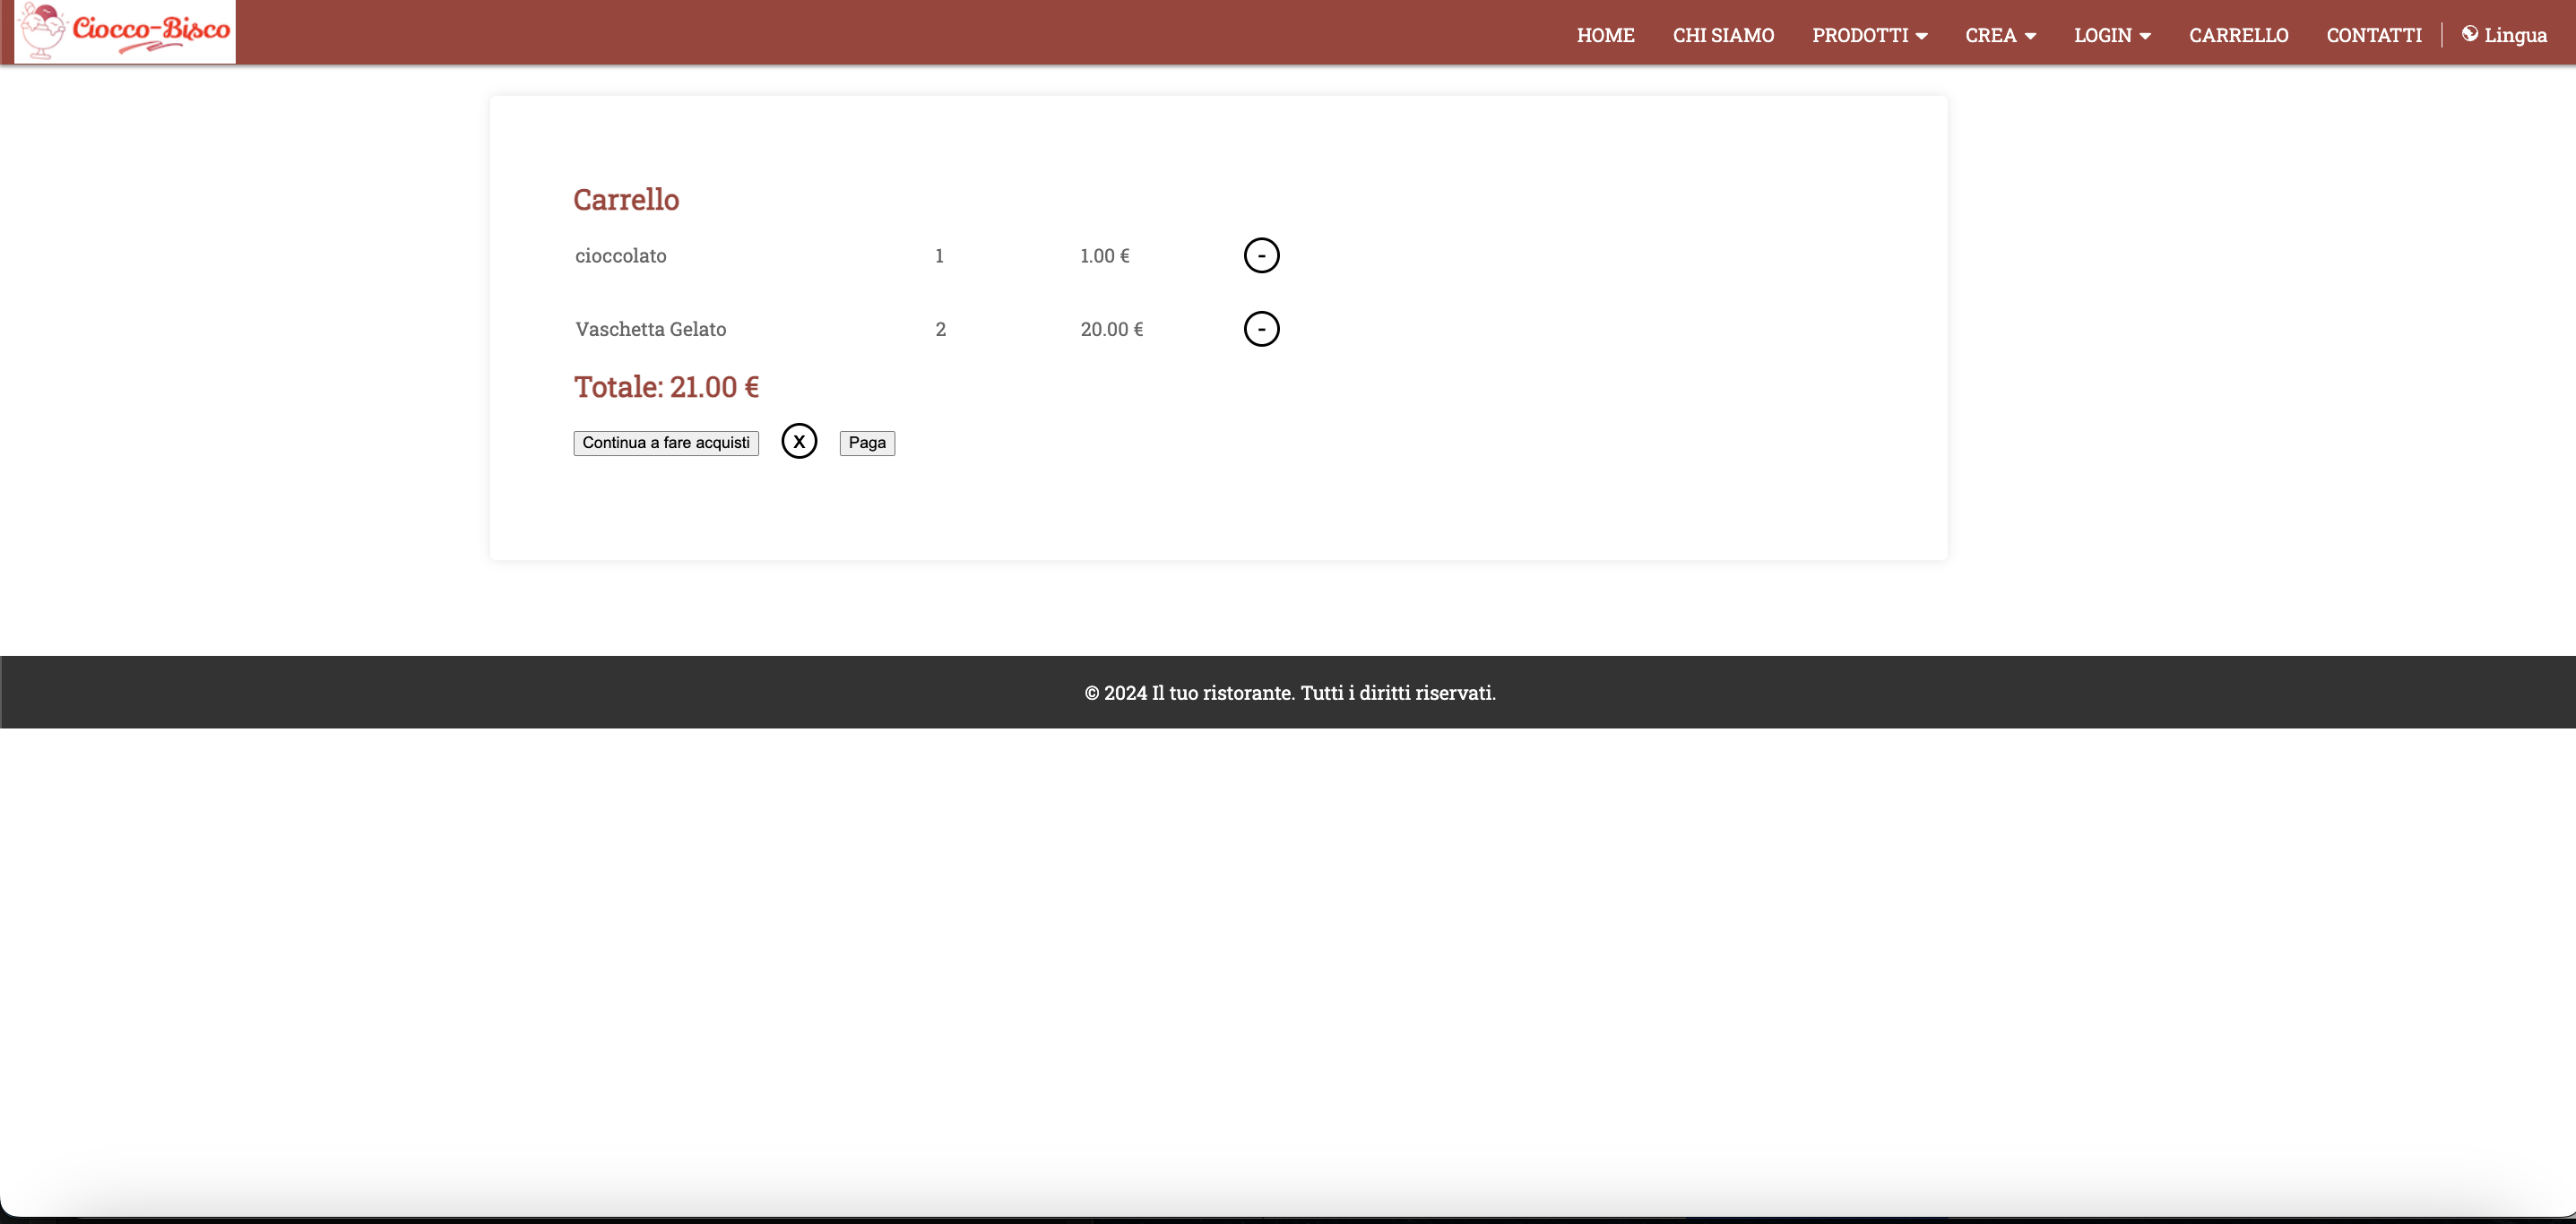 Ciocco-Bisco
HOME CHI SIAMO PRODOTTI CREA LOGIN CARRELLO CONTATTI Lingua
Carrello
cioccolato 1 1.00 € -
Vaschetta Gelato 2 20.00 € -
Totale: 21.00 €
Continua a fare acquisti X Paga
© 2024 Il tuo ristorante. Tutti i diritti riservati.